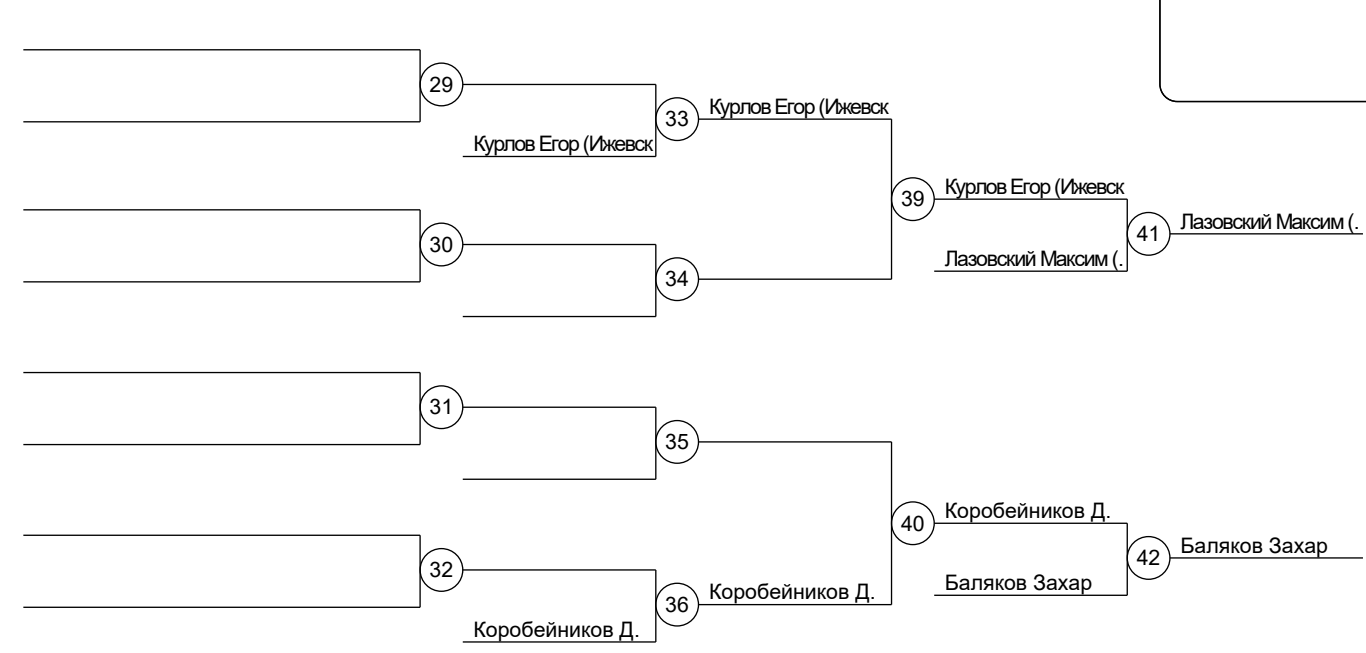 29
33
Курлов Егор (Ижевск
Курлов Егор (Ижевск
39
Курлов Егор (Ижевск
41
Лазовский Максим (.
30
Лазовский Максим (.
34
31
35
40
Коробейников Д.
42
Баляков Захар
32
Баляков Захар
36
Коробейников Д.
Коробейников Д.